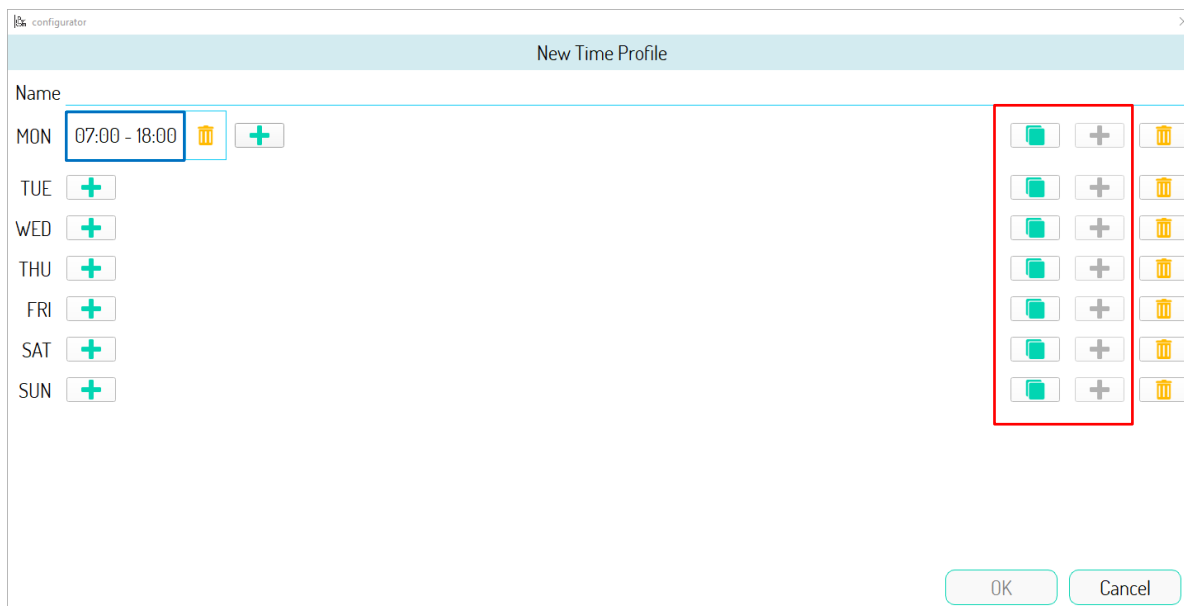 configurator
New Time Profile
Name
MON 07:00 - 18:00
TUE
WED
THU
FRI
SAT
SUN
OK Cancel